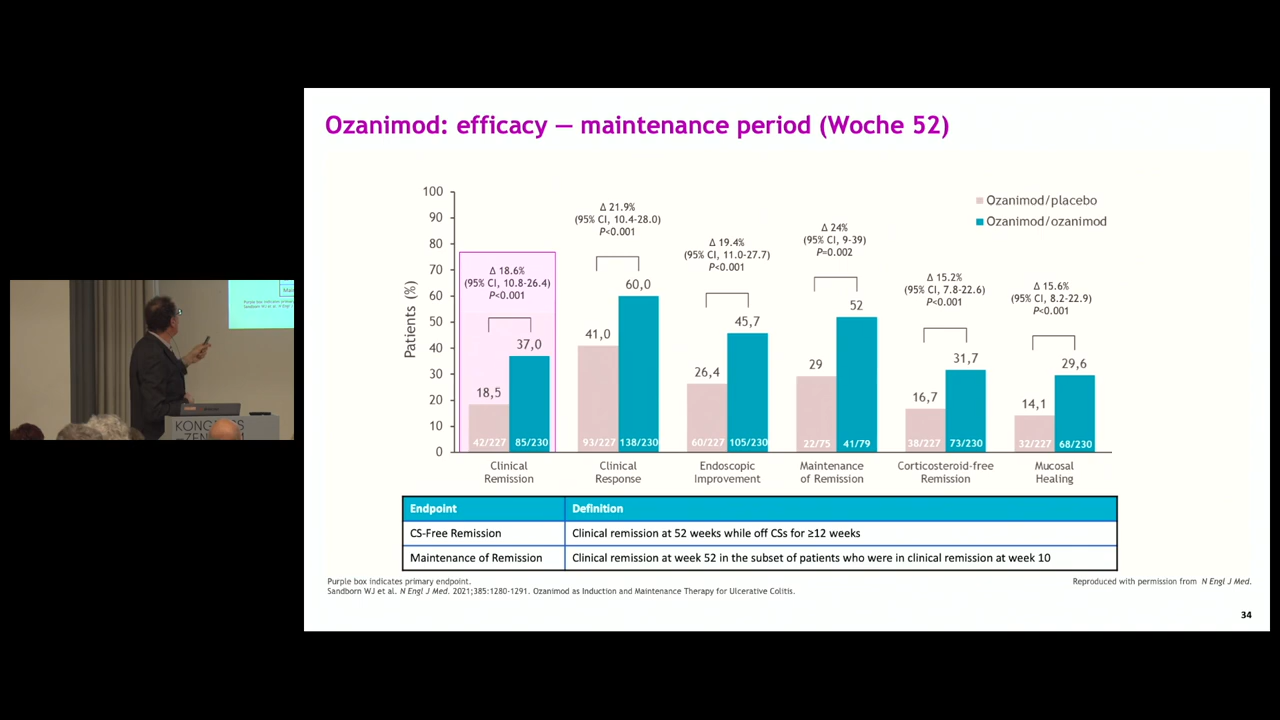 Ozanimod: efficacy — maintenance period (Woche 52)
Patients (%)
100
90
80
70
60
50
40
30
20
10
0
Ozanimod/placebo
Ozanimod/ozanimod
Δ 18.6%
(95% CI, 10.8-26.4)
P<0.001
18,5
37,0
42/227 85/230
Clinical
Remission
Δ 21.9%
(95% CI, 10.4-28.0)
P<0.001
41,0
60,0
93/227 138/230
Clinical
Response
Δ 19.4%
(95% CI, 11.0-27.7)
P<0.001
26,4
45,7
60/227 105/230
Endoscopic
Improvement
Δ 24%
(95% CI, 9-39)
P=0.002
29
52
22/75 41/79
Maintenance
of Remission
Δ 15.2%
(95% CI, 7.8-22.6)
P<0.001
16,7
31,7
38/227 73/230
Corticosteroid-free
Remission
Δ 15.6%
(95% CI, 8.2-22.9)
P<0.001
14,1
29,6
32/227 68/230
Mucosal
Healing
Endpoint Definition
CS-Free Remission Clinical remission at 52 weeks while off CSs for ≥12 weeks
Maintenance of Remission Clinical remission at week 52 in the subset of patients who were in clinical remission at week 10
Purple box indicates primary endpoint.
Sandborn WJ et al. N Engl J Med. 2021;385:1280-1291. Ozanimod as Induction and Maintenance Therapy for Ulcerative Colitis.
Reproduced with permission from N Engl J Med.
34